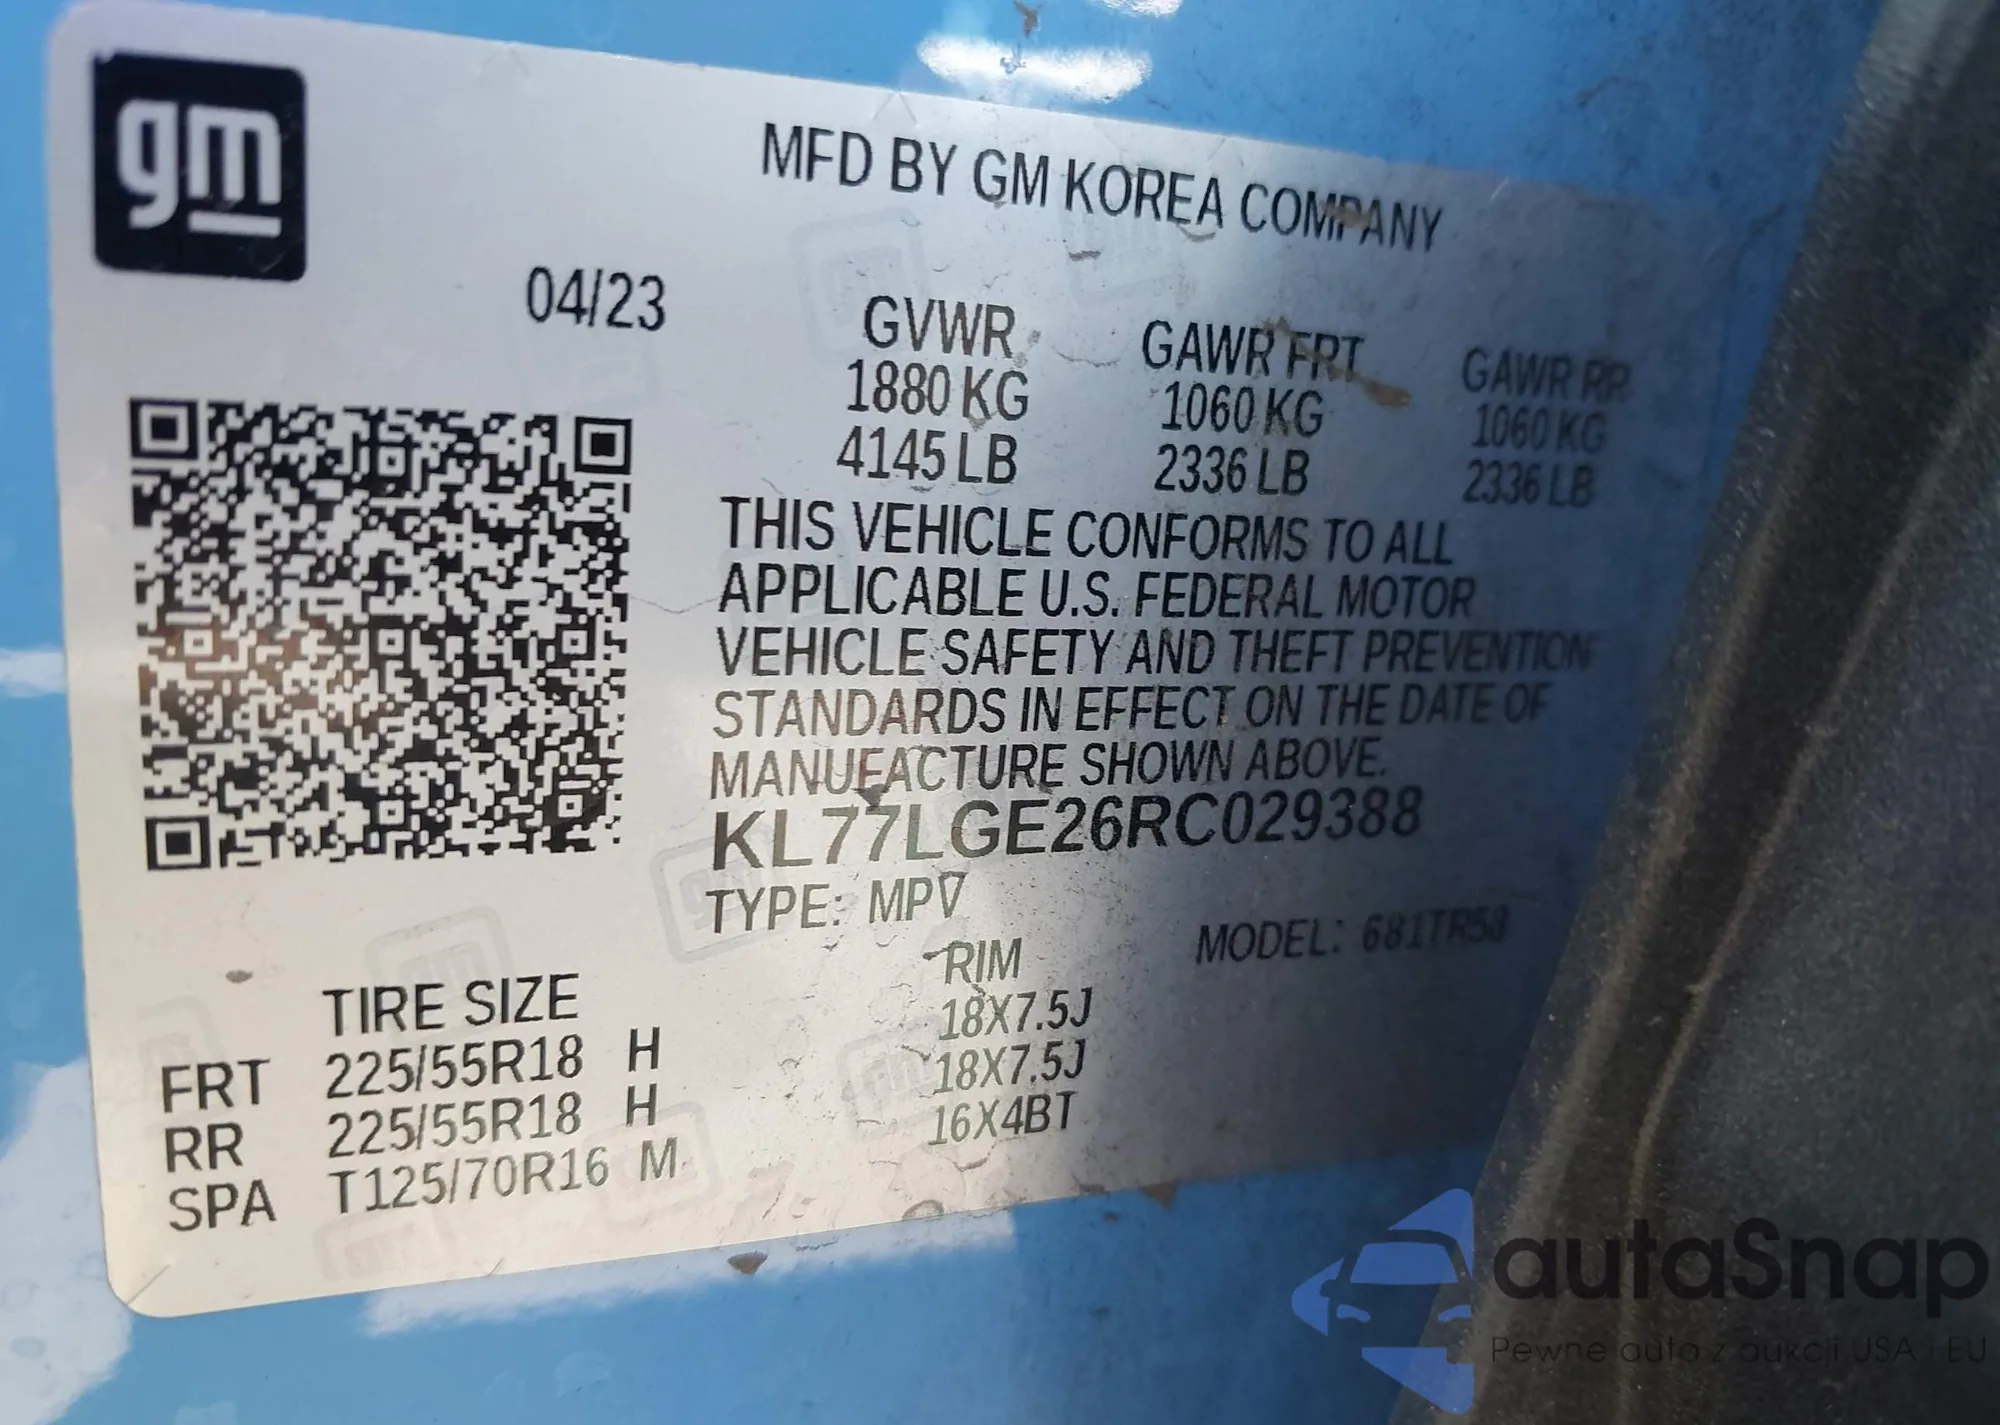 gm
MFD BY GM KOREA COMPANY
04/23
GVWR GAWR FRT GAWR RR
1880 KG 1060 KG 1060 KG
4145 LB 2336 LB 2336 LB
THIS VEHICLE CONFORMS TO ALL
APPLICABLE U.S. FEDERAL MOTOR
VEHICLE SAFETY AND THEFT PREVENTION
STANDARDS IN EFFECT ON THE DATE OF
MANUFACTURE SHOWN ABOVE.
KL77LGE26RC029388
TYPE: MPV MODEL: 681TR58
TIRE SIZE RIM
FRT 225/55R18 H 18X7.5J
RR 225/55R18 H 18X7.5J
SPA T125/70R16 M 16X4BT
autaSnap
Pewne auta z aukcji USA i EU